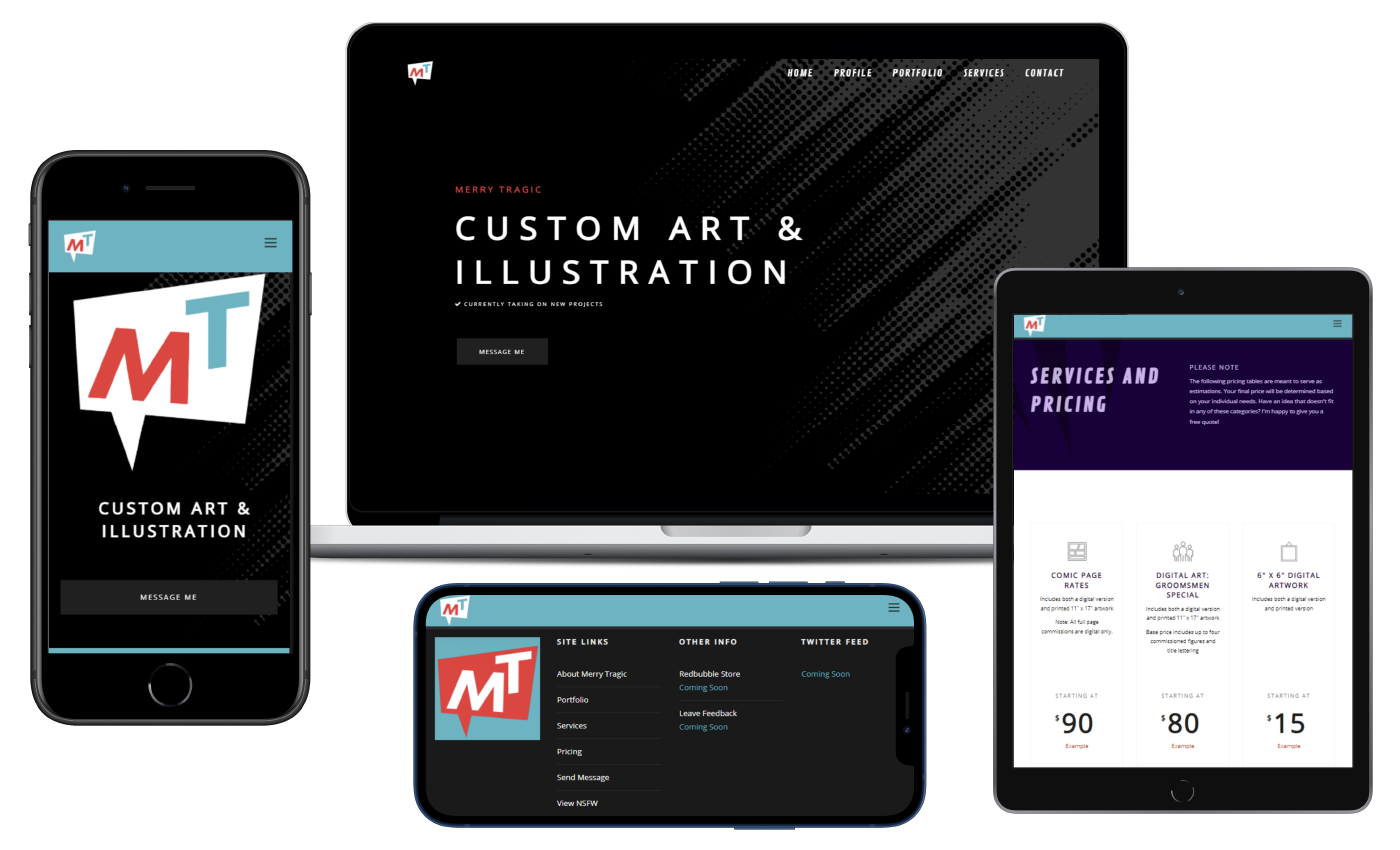 MT
HOME PROFILE PORTFOLIO SERVICES CONTACT
MERRY TRAGIC
CUSTOM ART &
ILLUSTRATION
✔ CURRENTLY TAKING ON NEW PROJECTS
MESSAGE ME
MT
MT
CUSTOM ART &
ILLUSTRATION
MESSAGE ME
MT
MT
SITE LINKS
About Merry Tragic
Portfolio
Services
Pricing
Send Message
View NSFW
OTHER INFO
Redbubble Store
Coming Soon
Leave Feedback
Coming Soon
TWITTER FEED
Coming Soon
MT
SERVICES AND
PRICING
PLEASE NOTE
The following pricing tables are meant to serve as
estimations. Your final price will be determined based
on your individual needs. Have an idea that doesn't fit
in any of these categories? I'm happy to give you a
free quote!
COMIC PAGE
RATES
Includes both a digital version
and printed 11" x 17" artwork
Note: All full page
commissions are digital only.
STARTING AT
$90
Example
DIGITAL ART:
GROOMSMEN
SPECIAL
Includes both a digital version
and printed 11" x 17" artwork
Base price includes up to four
commissioned figures and
title lettering
STARTING AT
$80
Example
6" X 6" DIGITAL
ARTWORK
Includes both a digital version
and printed version
STARTING AT
$15
Example